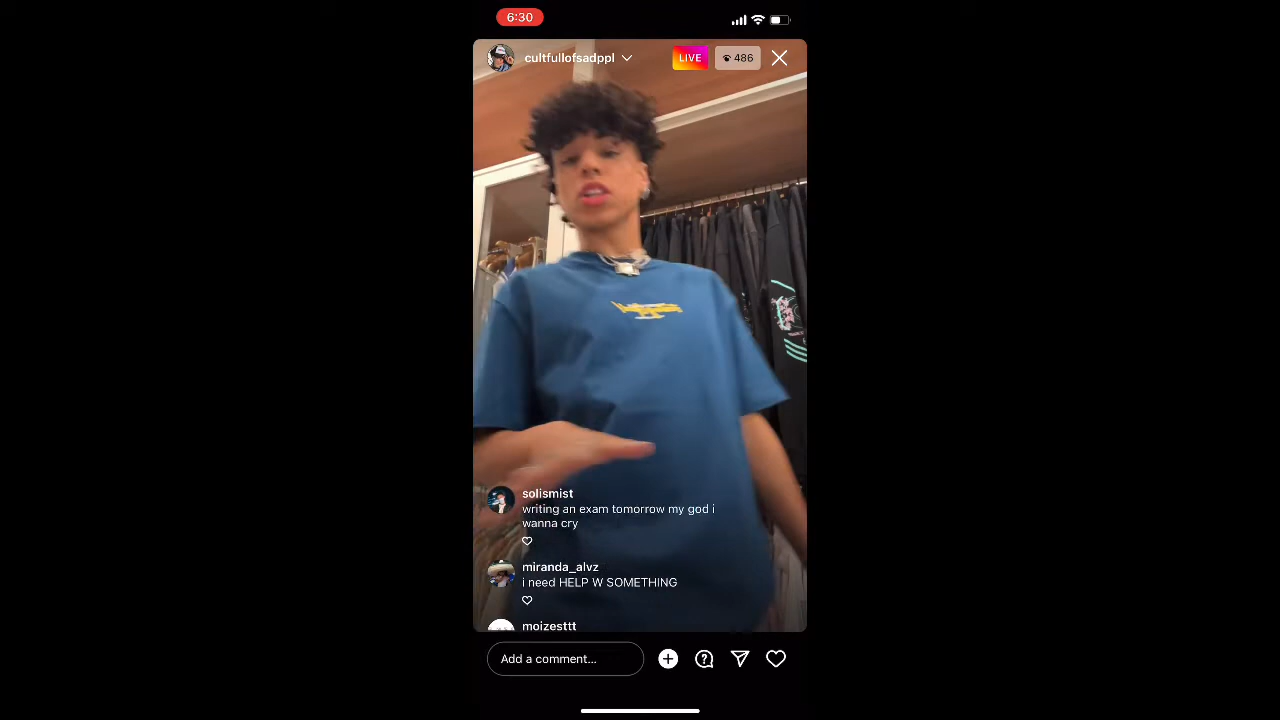 6:30
cultfullofsadppl
LIVE
486
solismist
writing an exam tomorrow my god i
wanna cry
miranda_alvz
i need HELP W SOMETHING
moizesttt
Add a comment...